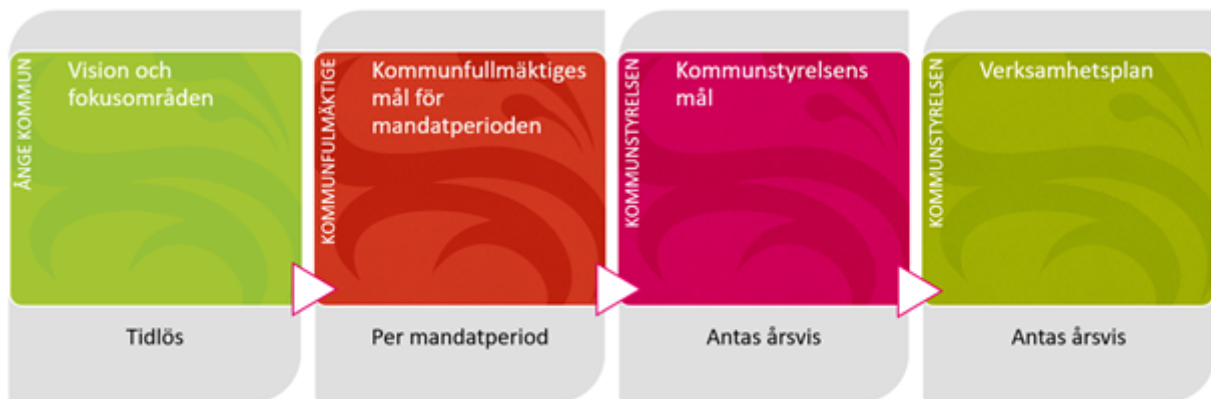 ÅNGE KOMMUN
Vision och
fokusområden
Tidlös
KOMMUNFULMÄKTIGE
Kommunfullmäktiges
mål för
mandatperioden
Per mandatperiod
KOMMUNSTYRELSEN
Kommunstyrelsens
mål
Antas årsvis
KOMMUNSTYRELSEN
Verksamhetsplan
Antas årsvis